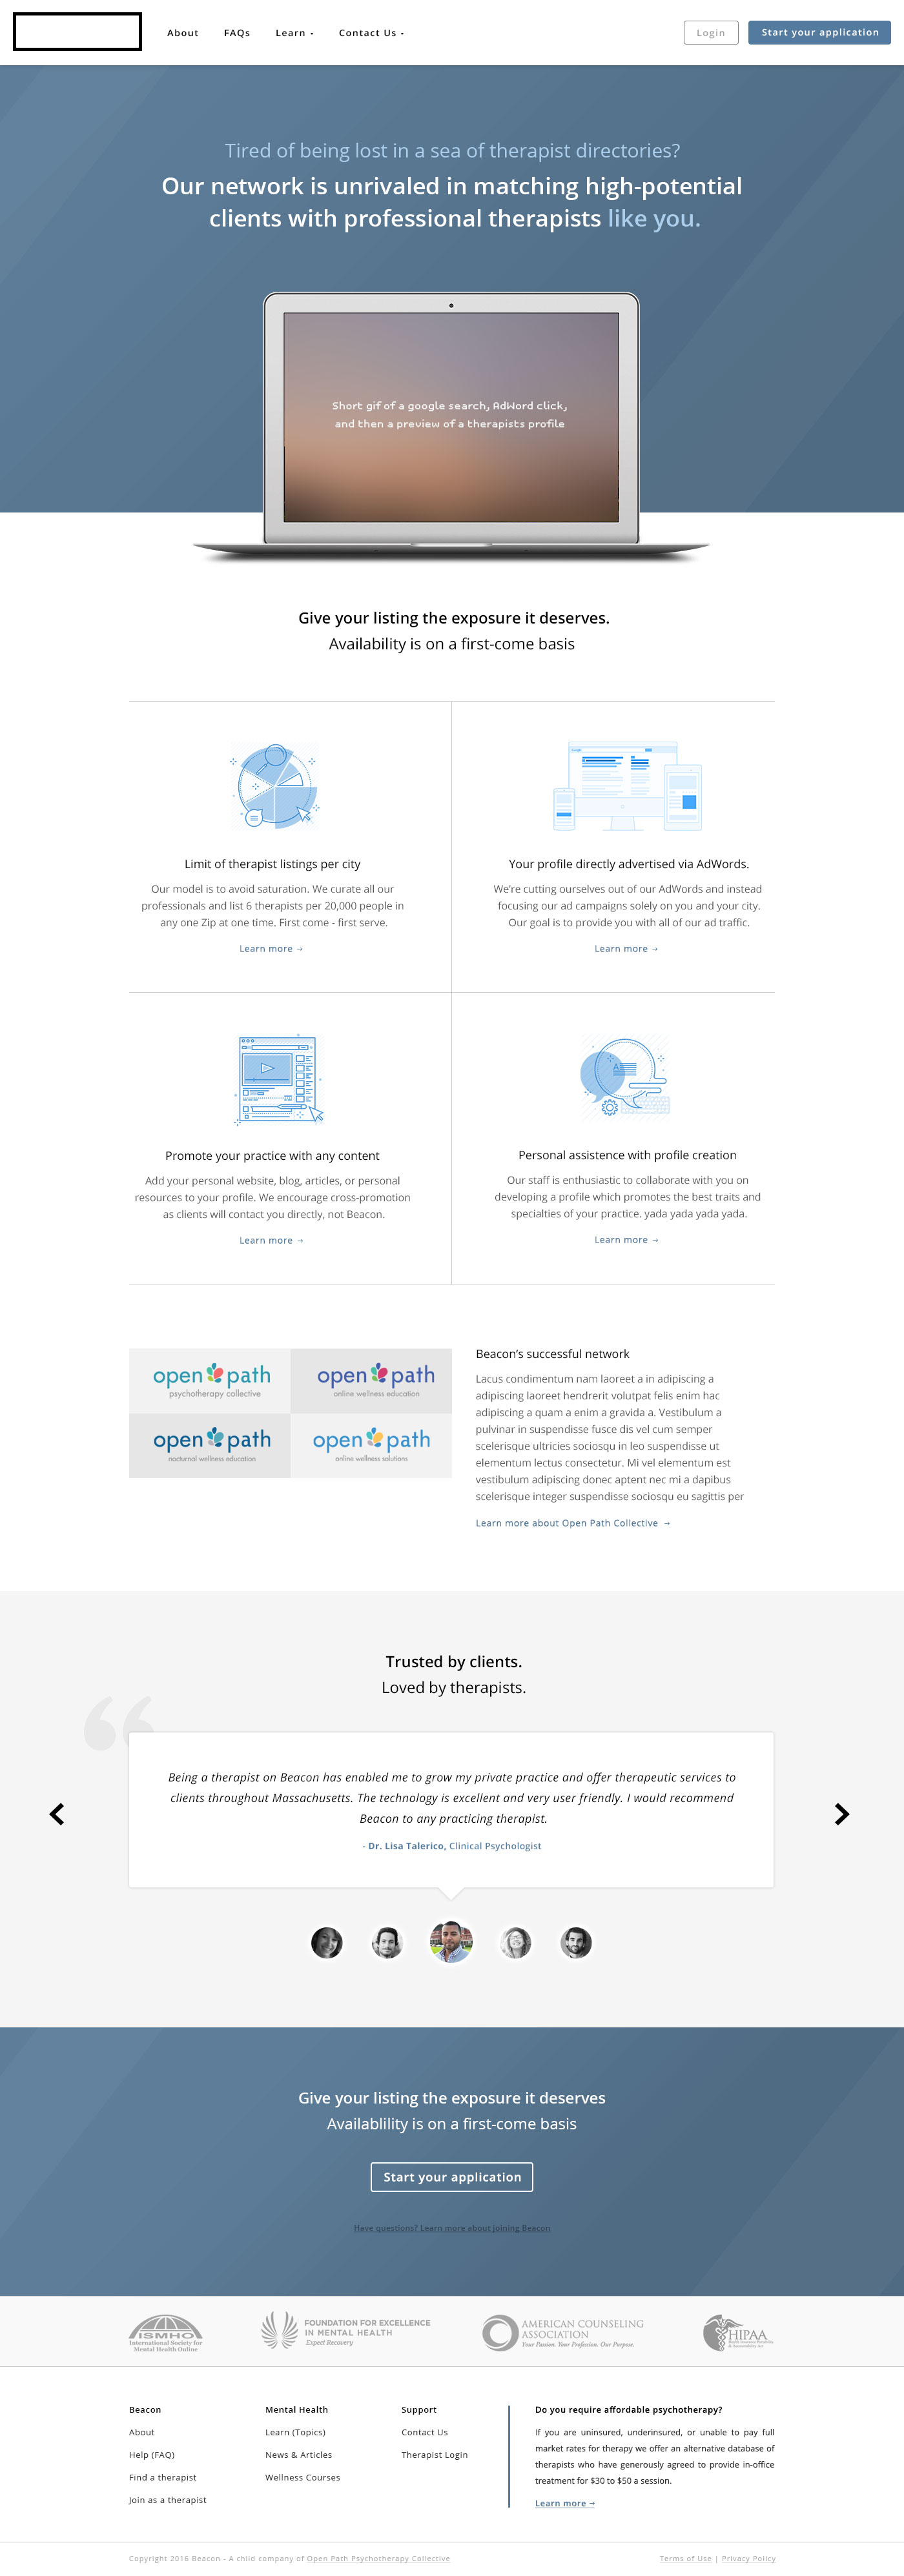 About FAQs Learn Contact Us Login Start your application
Tired of being lost in a sea of therapist directories?
Our network is unrivaled in matching high-potential
clients with professional therapists like you.
Short gif of a google search, AdWord click,
and then a preview of a therapists profile
Give your listing the exposure it deserves.
Availability is on a first-come basis
Limit of therapist listings per city
Our model is to avoid saturation. We curate all our
professionals and list 6 therapists per 20,000 people in
any one Zip at one time. First come - first serve.
Learn more →
Your profile directly advertised via AdWords.
We're cutting ourselves out of our AdWords and instead
focusing our ad campaigns solely on you and your city.
Our goal is to provide you with all of our ad traffic.
Learn more →
Promote your practice with any content
Add your personal website, blog, articles, or personal
resources to your profile. We encourage cross-promotion
as clients will contact you directly, not Beacon.
Learn more →
Personal assistence with profile creation
Our staff is enthusiastic to collaborate with you on
developing a profile which promotes the best traits and
specialties of your practice. yada yada yada yada.
Learn more →
open path
psychotherapy collective
open path
online wellness education
open path
nocturnal wellness education
open path
online wellness solutions
Beacon's successful network
Lacus condimentum nam laoreet a in adipiscing a
adipiscing laoreet hendrerit volutpat felis enim hac
adipiscing a quam a enim a gravida a. Vestibulum a
pulvinar in suspendisse fusce dis vel cum semper
scelerisque ultricies sociosqu in leo suspendisse ut
elementum lectus consectetur. Mi vel elementum est
vestibulum adipiscing donec aptent nec mi a dapibus
scelerisque integer suspendisse sociosqu eu sagittis per
Learn more about Open Path Collective →
Trusted by clients.
Loved by therapists.
Being a therapist on Beacon has enabled me to grow my private practice and offer therapeutic services to
clients throughout Massachusetts. The technology is excellent and very user friendly. I would recommend
Beacon to any practicing therapist.
- Dr. Lisa Talerico, Clinical Psychologist
Give your listing the exposure it deserves
Availablility is on a first-come basis
Start your application
Have questions? Learn more about joining Beacon
ISMHO
International Society for
Mental Health Online
FOUNDATION FOR EXCELLENCE
IN MENTAL HEALTH
Expect Recovery
AMERICAN COUNSELING
ASSOCIATION
Your Passion. Your Profession. Our Purpose.
HIPAA
Beacon
About
Help (FAQ)
Find a therapist
Join as a therapist
Mental Health
Learn (Topics)
News & Articles
Wellness Courses
Support
Contact Us
Therapist Login
Do you require affordable psychotherapy?
If you are uninsured, underinsured, or unable to pay full
market rates for therapy we offer an alternative database of
therapists who have generously agreed to provide in-office
treatment for $30 to $50 a session.
Learn more →
Copyright 2016 Beacon - A child company of Open Path Psychotherapy Collective
Terms of Use | Privacy Policy